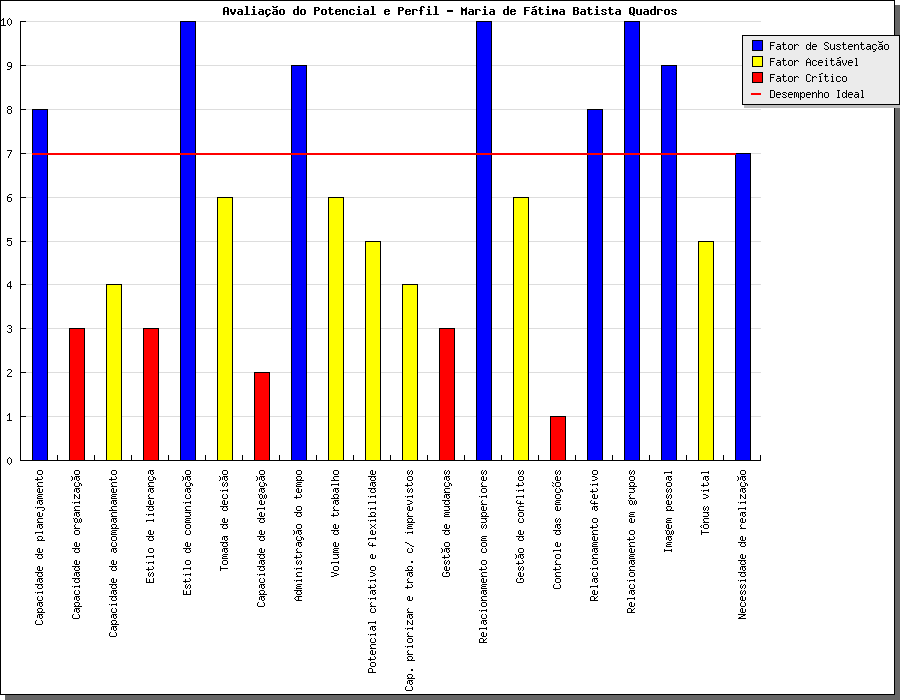 Avaliação do Potencial e Perfil - Maria de Fátima Batista Quadros
Fator de Sustentação
Fator Aceitável
Fator Crítico
Desempenho Ideal
10
9
8
7
6
5
4
3
2
1
0
Capacidade de planejamento
Capacidade de organização
Capacidade de acompanhamento
Estilo de liderança
Estilo de comunicação
Tomada de decisão
Capacidade de delegação
Administração do tempo
Volume de trabalho
Potencial criativo e flexibilidade
Cap. priorizar e trab. c/ imprevistos
Gestão de mudanças
Relacionamento com superiores
Gestão de conflitos
Controle das emoções
Relacionamento afetivo
Relacionamento em grupos
Imagem pessoal
Tônus vital
Necessidade de realização